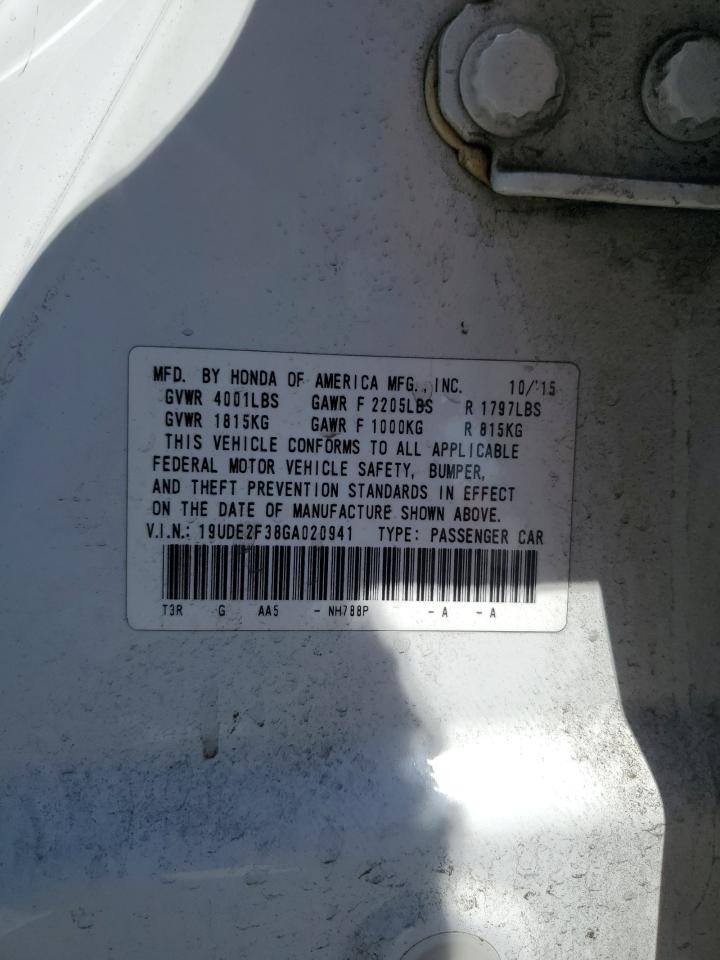 MFD. BY HONDA OF AMERICA MFG., INC. 10/'15
GVWR 4001LBS GAWR F 2205LBS R 1797LBS
GVWR 1815KG GAWR F 1000KG R 815KG
THIS VEHICLE CONFORMS TO ALL APPLICABLE
FEDERAL MOTOR VEHICLE SAFETY, BUMPER,
AND THEFT PREVENTION STANDARDS IN EFFECT
ON THE DATE OF MANUFACTURE SHOWN ABOVE.
V.I.N.: 19UDE2F38GA020941 TYPE: PASSENGER CAR
T3R G AA5 - NH788P - A - A